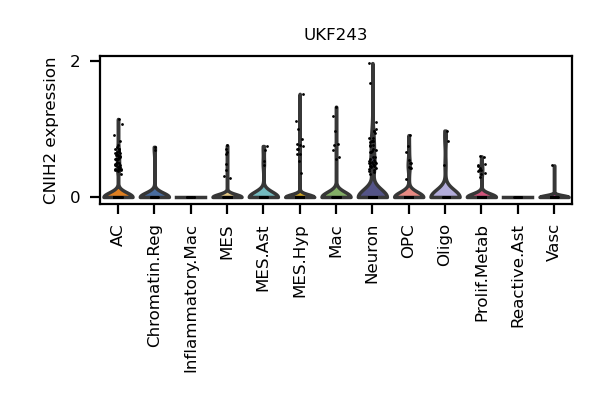 UKF243
CNIH2 expression
2
0
AC
Chromatin.Reg
Inflammatory.Mac
MES
MES.Ast
MES.Hyp
Mac
Neuron
OPC
Oligo
Prolif.Metab
Reactive.Ast
Vasc